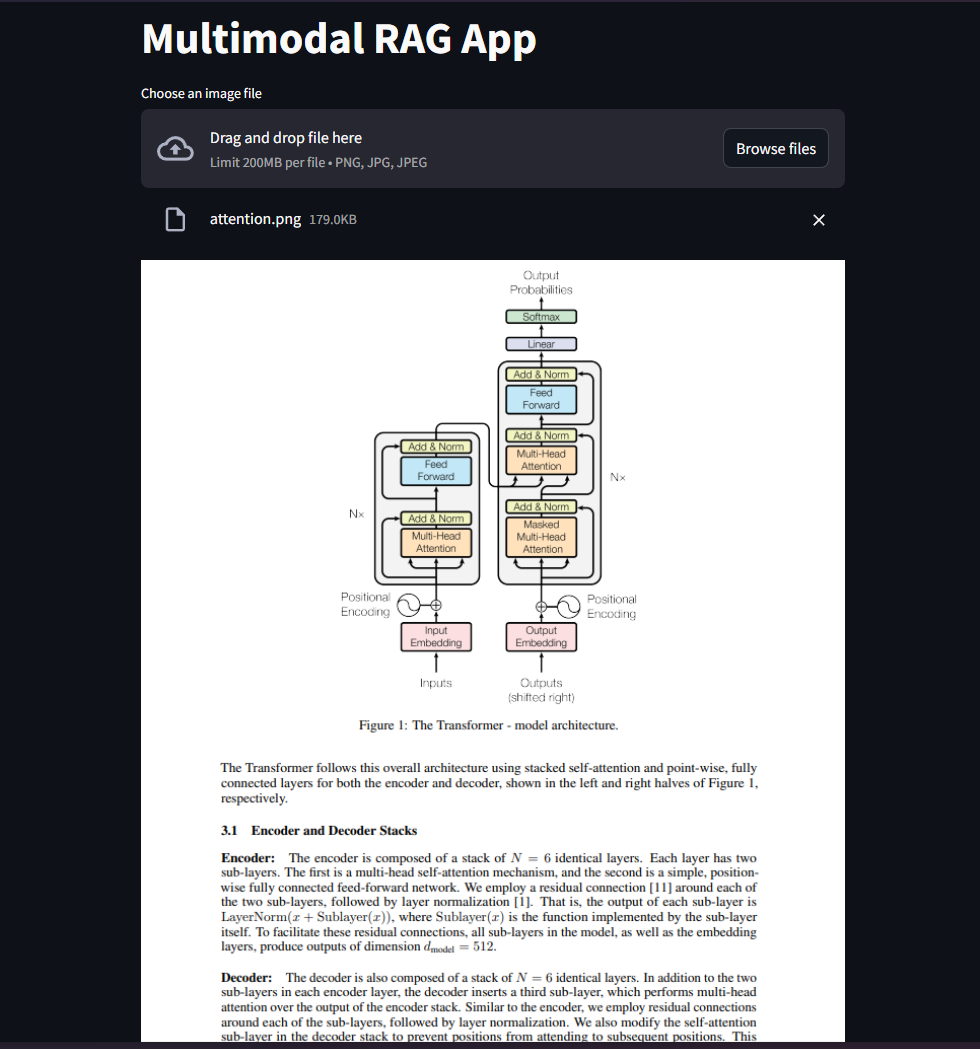 Multimodal RAG App
Choose an image file
Drag and drop file here
Limit 200MB per file • PNG, JPG, JPEG
Browse files
attention.png 179.0KB
Output
Probabilities
Softmax
Linear
Add & Norm
Feed
Forward
Add & Norm
Multi-Head
Attention
Add & Norm
Masked
Multi-Head
Attention
Nx
Add & Norm
Feed
Forward
Add & Norm
Multi-Head
Attention
Nx
Positional
Encoding
Positional
Encoding
Input
Embedding
Output
Embedding
Inputs
Outputs
(shifted right)
Figure 1: The Transformer - model architecture.
The Transformer follows this overall architecture using stacked self-attention and point-wise, fully
connected layers for both the encoder and decoder, shown in the left and right halves of Figure 1,
respectively.
3.1 Encoder and Decoder Stacks
Encoder: The encoder is composed of a stack of N = 6 identical layers. Each layer has two
sub-layers. The first is a multi-head self-attention mechanism, and the second is a simple, position-
wise fully connected feed-forward network. We employ a residual connection [11] around each of
the two sub-layers, followed by layer normalization [1]. That is, the output of each sub-layer is
LayerNorm(x + Sublayer(x)), where Sublayer(x) is the function implemented by the sub-layer
itself. To facilitate these residual connections, all sub-layers in the model, as well as the embedding
layers, produce outputs of dimension d_model = 512.
Decoder: The decoder is also composed of a stack of N = 6 identical layers. In addition to the two
sub-layers in each encoder layer, the decoder inserts a third sub-layer, which performs multi-head
attention over the output of the encoder stack. Similar to the encoder, we employ residual connections
around each of the sub-layers, followed by layer normalization. We also modify the self-attention
sub-layer in the decoder stack to prevent positions from attending to subsequent positions. This